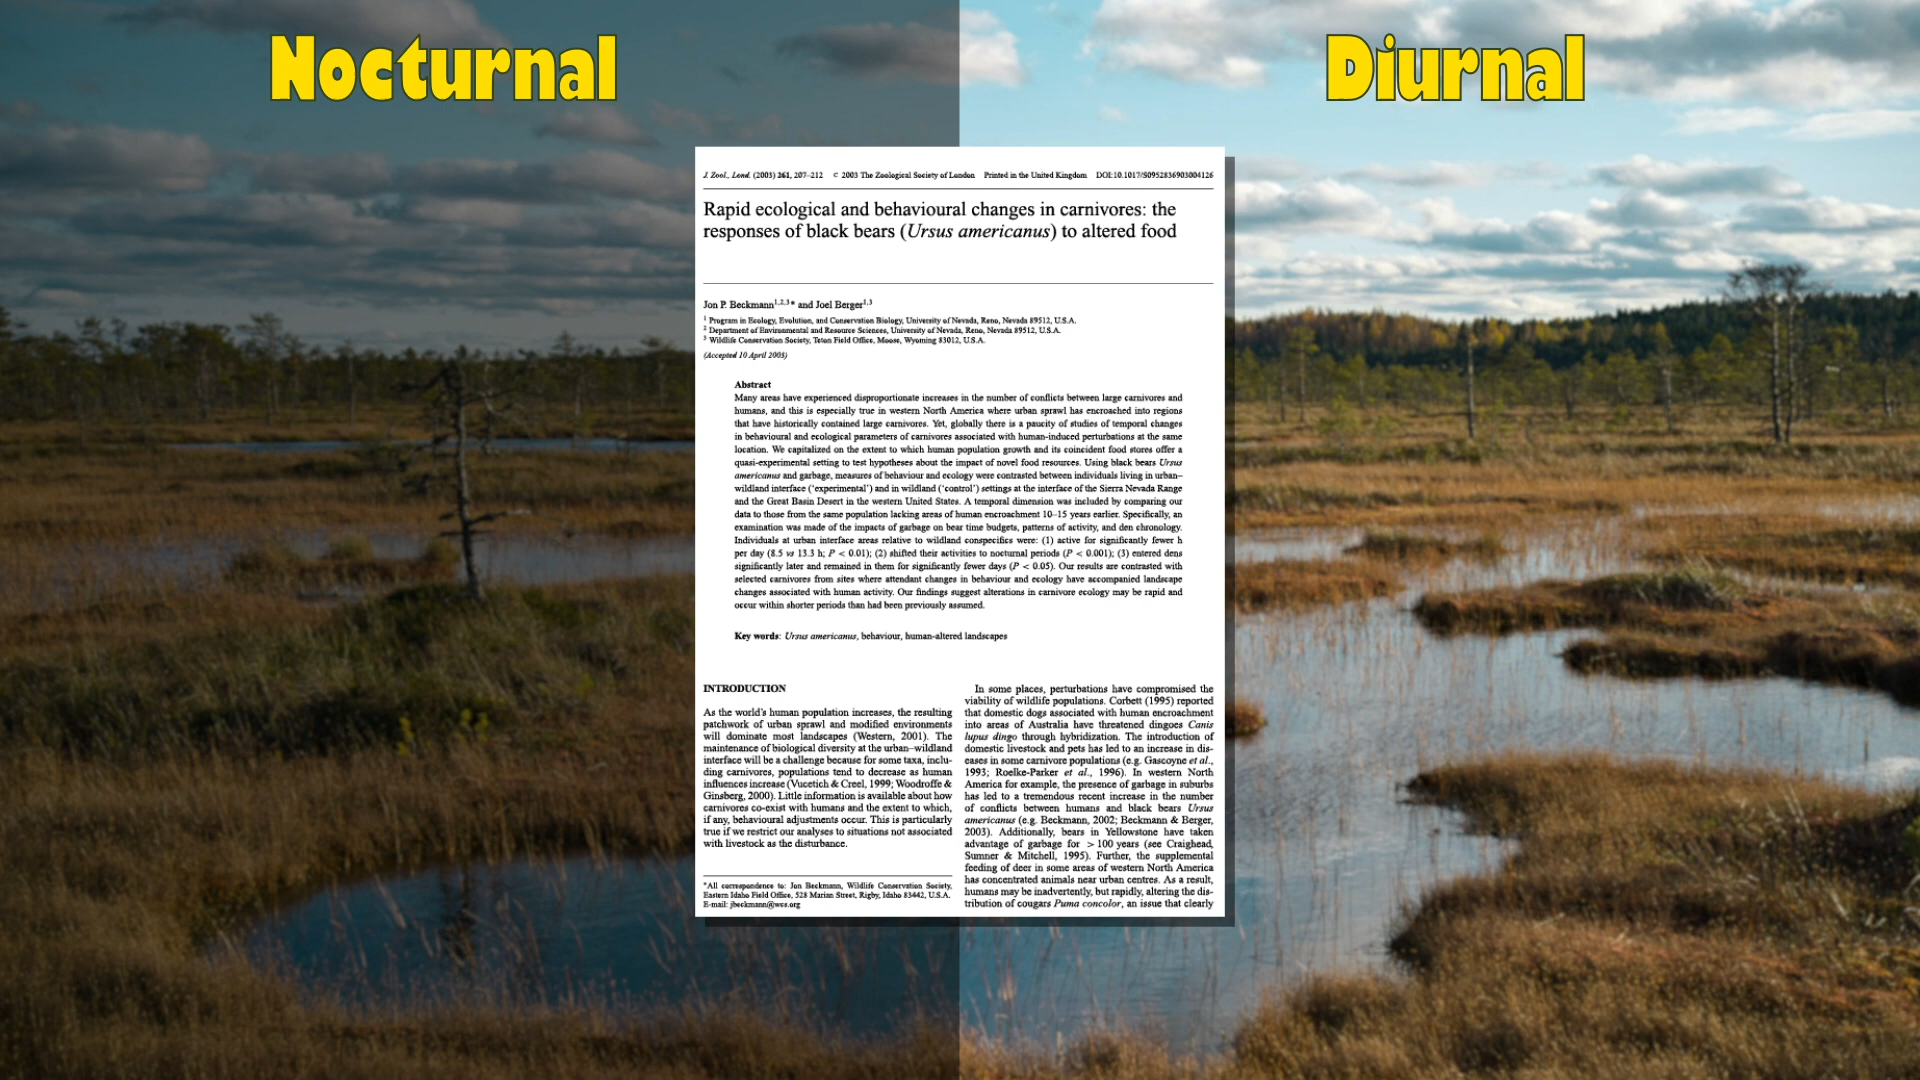 Nocturnal
Diurnal
J. Zool., Lond. (2003) 261, 207–212 © 2003 The Zoological Society of London Printed in the United Kingdom DOI:10.1017/S0952836903004126
Rapid ecological and behavioural changes in carnivores: the
responses of black bears (Ursus americanus) to altered food
Jon P. Beckmann1,2,3* and Joel Berger1,3
1 Program in Ecology, Evolution, and Conservation Biology, University of Nevada, Reno, Nevada 89512, U.S.A.
2 Department of Environmental and Resource Sciences, University of Nevada, Reno, Nevada 89512, U.S.A.
3 Wildlife Conservation Society, Teton Field Office, Moose, Wyoming 83012, U.S.A.
(Accepted 10 April 2003)
Abstract
Many areas have experienced disproportionate increases in the number of conflicts between large carnivores and
humans, and this is especially true in western North America where urban sprawl has encroached into regions
that have historically contained large carnivores. Yet, globally there is a paucity of studies of temporal changes
in behavioural and ecological parameters of carnivores associated with human-induced perturbations at the same
location. We capitalized on the extent to which human population growth and its coincident food stores offer a
quasi-experimental setting to test hypotheses about the impact of novel food resources. Using black bears Ursus
americanus and garbage, measures of behaviour and ecology were contrasted between individuals living in urban–
wildland interface (‘experimental’) and in wildland (‘control’) settings at the interface of the Sierra Nevada Range
and the Great Basin Desert in the western United States. A temporal dimension was included by comparing our
data to those from the same population lacking areas of human encroachment 10–15 years earlier. Specifically, an
examination was made of the impacts of garbage on bear time budgets, patterns of activity, and den chronology.
Individuals at urban interface areas relative to wildland conspecifics were: (1) active for significantly fewer h
per day (8.5 vs 13.3 h; P < 0.01); (2) shifted their activities to nocturnal periods (P < 0.001); (3) entered dens
significantly later and remained in them for significantly fewer days (P < 0.05). Our results are contrasted with
selected carnivores from sites where attendant changes in behaviour and ecology have accompanied landscape
changes associated with human activity. Our findings suggest alterations in carnivore ecology may be rapid and
occur within shorter periods than had been previously assumed.
Key words: Ursus americanus, behaviour, human-altered landscapes
INTRODUCTION
As the world's human population increases, the resulting
patchwork of urban sprawl and modified environments
will dominate most landscapes (Western, 2001). The
maintenance of biological diversity at the urban–wildland
interface will be a challenge because for some taxa, inclu-
ding carnivores, populations tend to decrease as human
influences increase (Vucetich & Creel, 1999; Woodroffe &
Ginsberg, 2000). Little information is available about how
carnivores co-exist with humans and the extent to which,
if any, behavioural adjustments occur. This is particularly
true if we restrict our analyses to situations not associated
with livestock as the disturbance.
*All correspondence to: Jon Beckmann, Wildlife Conservation Society,
Eastern Idaho Field Office, 528 Marian Street, Rigby, Idaho 83442, U.S.A.
E-mail: jbeckmann@wcs.org
In some places, perturbations have compromised the
viability of wildlife populations. Corbett (1995) reported
that domestic dogs associated with human encroachment
into areas of Australia have threatened dingoes Canis
lupus dingo through hybridization. The introduction of
domestic livestock and pets has led to an increase in dis-
eases in some carnivore populations (e.g. Gascoyne et al.,
1993; Roelke-Parker et al., 1996). In western North
America for example, the presence of garbage in suburbs
has led to a tremendous recent increase in the number
of conflicts between humans and black bears Ursus
americanus (e.g. Beckmann, 2002; Beckmann & Berger,
2003). Additionally, bears in Yellowstone have taken
advantage of garbage for > 100 years (see Craighead,
Sumner & Mitchell, 1995). Further, the supplemental
feeding of deer in some areas of western North America
has concentrated animals near urban centres. As a result,
humans may be inadvertently, but rapidly, altering the dis-
tribution of cougars Puma concolor, an issue that clearly